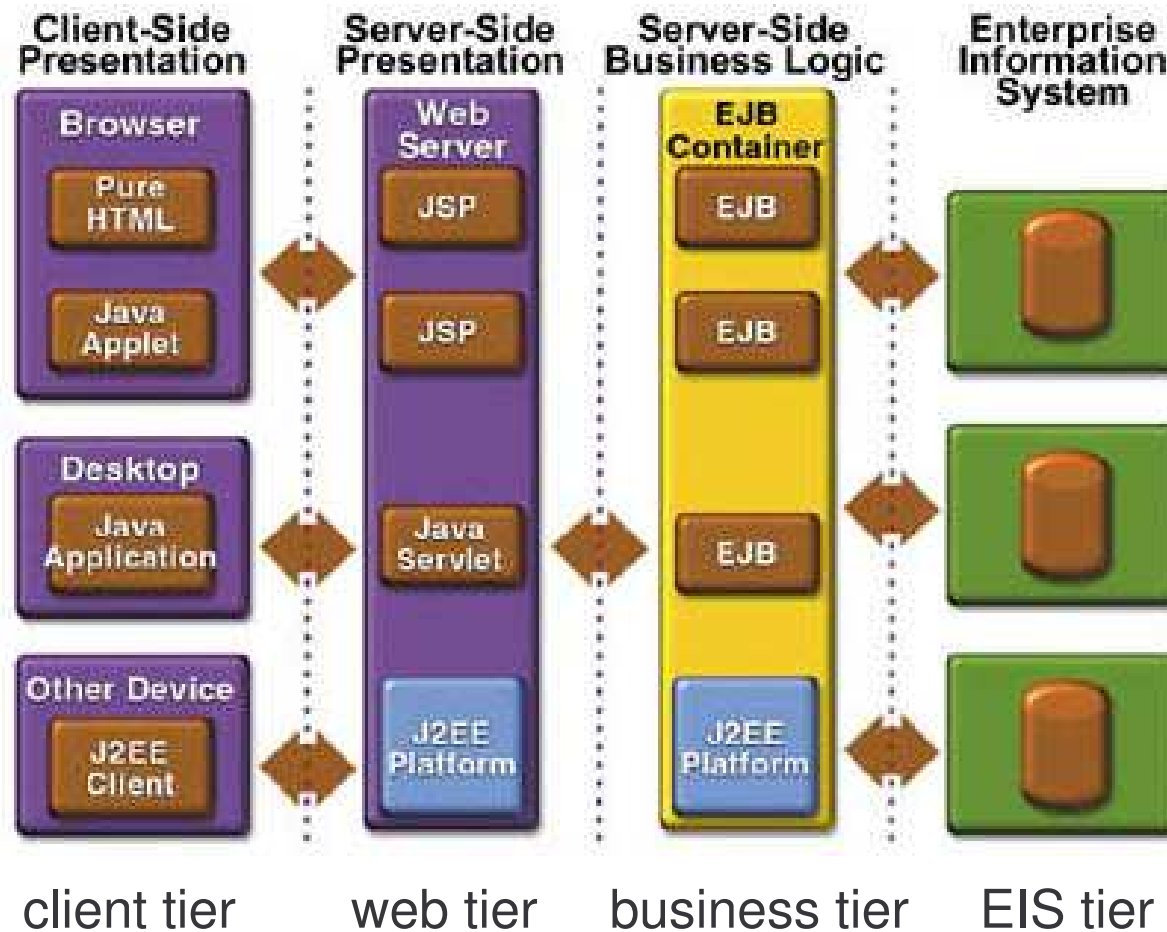 Client-Side
Presentation
Server-Side
Presentation
Server-Side
Business Logic
Enterprise
Information
System
Browser
Pure
HTML
Java
Applet
Desktop
Java
Application
Other Device
J2EE
Client
Web
Server
JSP
JSP
Java
Servlet
J2EE
Platform
EJB
Container
EJB
EJB
EJB
J2EE
Platform
client tier
web tier
business tier
EIS tier